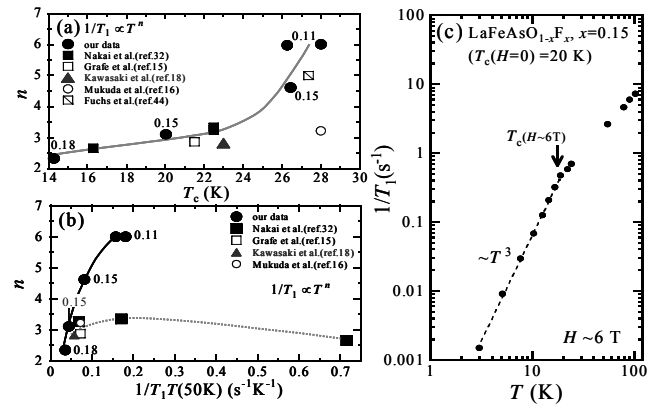 (a)
1/T₁ ∝ Tⁿ
our data
Nakai et al.(ref.32)
Grafe et al.(ref.15)
Kawasaki et al.(ref.18)
Mukuda et al.(ref.16)
Fuchs et al.(ref.44)
0.11
0.15
0.15
0.18
6
5
4
3
2
n
14 16 18 20 22 24 26 28 30
Tc (K)
(b)
our data
Nakai et al.(ref.32)
Grafe et al.(ref.15)
Kawasaki et al.(ref.18)
Mukuda et al.(ref.16)
1/T₁ ∝ Tⁿ
0.11
0.15
0.15
0.18
7
6
5
4
3
2
n
0 0.1 0.2 0.3 0.4 0.5 0.6 0.7
1/T₁T(50K) (s⁻¹K⁻¹)
(c) LaFeAsO₁₋ₓFₓ, x=0.15
(Tc(H=0) =20 K)
Tc(H~6T)
~T³
H ~6 T
100
10
1
0.1
0.01
0.001
1/T₁(s⁻¹)
1 10 100
T (K)